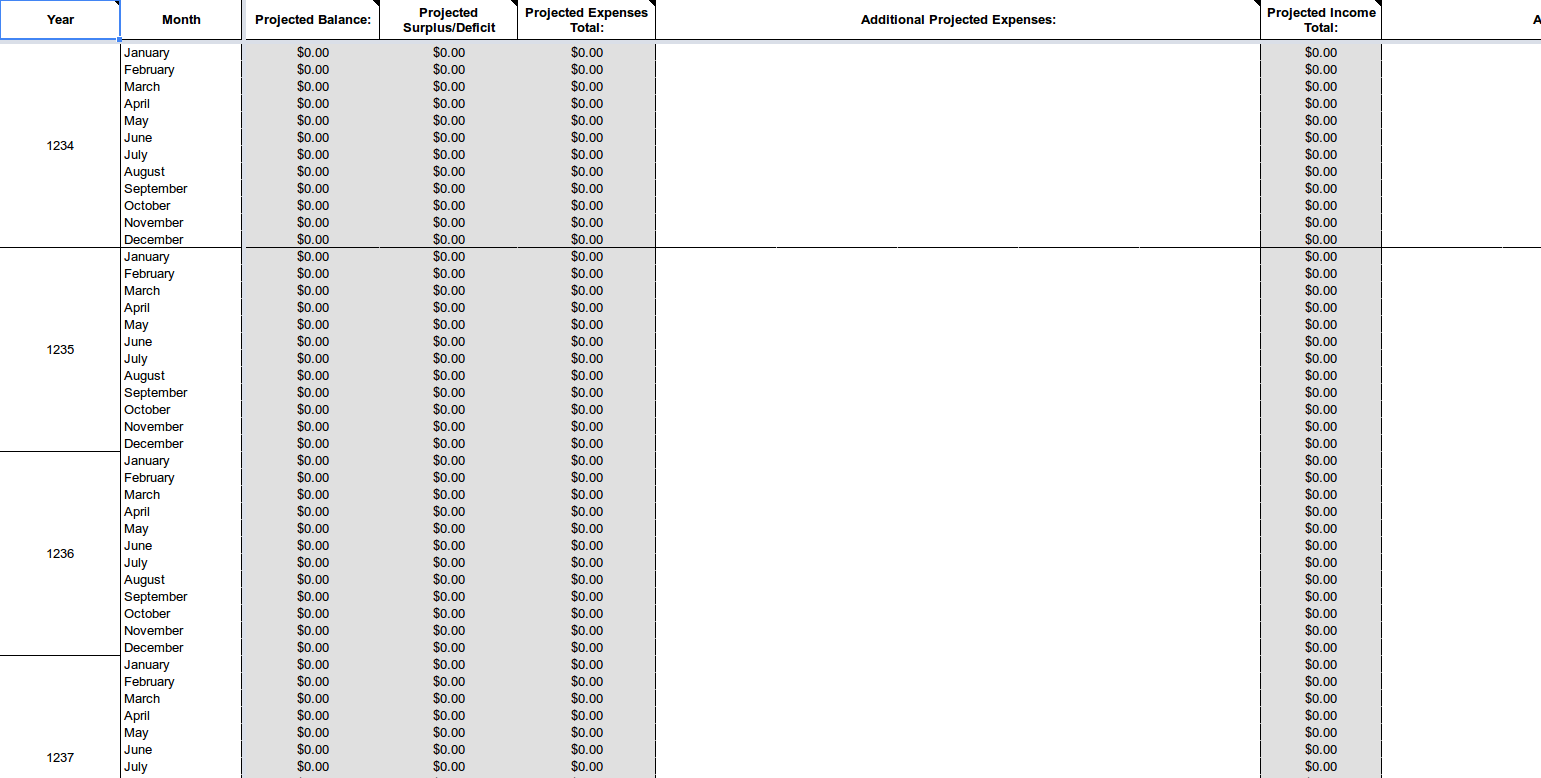 Year Month Projected Balance: Projected Surplus/Deficit Projected Expenses Total: Additional Projected Expenses: Projected Income Total: A
January $0.00 $0.00 $0.00 $0.00
February $0.00 $0.00 $0.00 $0.00
March $0.00 $0.00 $0.00 $0.00
April $0.00 $0.00 $0.00 $0.00
May $0.00 $0.00 $0.00 $0.00
June $0.00 $0.00 $0.00 $0.00
1234
July $0.00 $0.00 $0.00 $0.00
August $0.00 $0.00 $0.00 $0.00
September $0.00 $0.00 $0.00 $0.00
October $0.00 $0.00 $0.00 $0.00
November $0.00 $0.00 $0.00 $0.00
December $0.00 $0.00 $0.00 $0.00
January $0.00 $0.00 $0.00 $0.00
February $0.00 $0.00 $0.00 $0.00
March $0.00 $0.00 $0.00 $0.00
April $0.00 $0.00 $0.00 $0.00
May $0.00 $0.00 $0.00 $0.00
June $0.00 $0.00 $0.00 $0.00
1235
July $0.00 $0.00 $0.00 $0.00
August $0.00 $0.00 $0.00 $0.00
September $0.00 $0.00 $0.00 $0.00
October $0.00 $0.00 $0.00 $0.00
November $0.00 $0.00 $0.00 $0.00
December $0.00 $0.00 $0.00 $0.00
January $0.00 $0.00 $0.00 $0.00
February $0.00 $0.00 $0.00 $0.00
March $0.00 $0.00 $0.00 $0.00
April $0.00 $0.00 $0.00 $0.00
May $0.00 $0.00 $0.00 $0.00
June $0.00 $0.00 $0.00 $0.00
1236
July $0.00 $0.00 $0.00 $0.00
August $0.00 $0.00 $0.00 $0.00
September $0.00 $0.00 $0.00 $0.00
October $0.00 $0.00 $0.00 $0.00
November $0.00 $0.00 $0.00 $0.00
December $0.00 $0.00 $0.00 $0.00
January $0.00 $0.00 $0.00 $0.00
February $0.00 $0.00 $0.00 $0.00
March $0.00 $0.00 $0.00 $0.00
April $0.00 $0.00 $0.00 $0.00
May $0.00 $0.00 $0.00 $0.00
June $0.00 $0.00 $0.00 $0.00
1237
July $0.00 $0.00 $0.00 $0.00